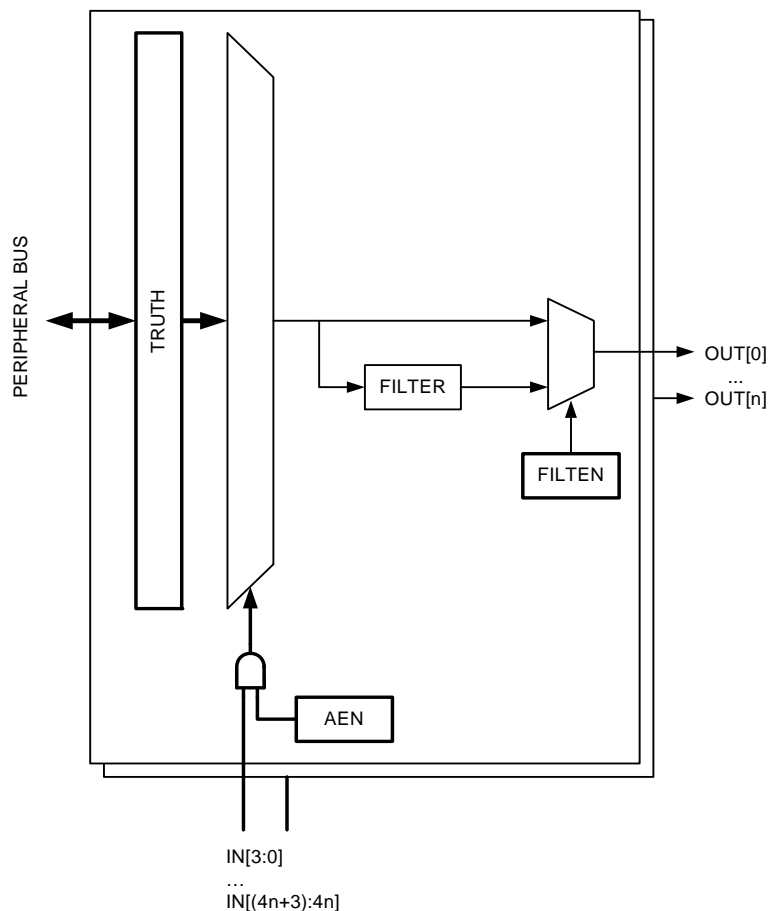 PERIPHERAL BUS
TRUTH
FILTER
FILTEN
OUT[0]
...
OUT[n]
AEN
IN[3:0]
...
IN[(4n+3):4n]